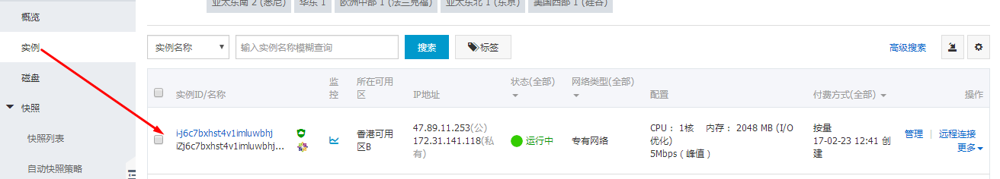 亚太东南 2 (悉尼) 华东 1 欧洲中部 1 (法兰克福) 亚太东北 1 (东京) 美国西部 1 (硅谷)
概览
实例
磁盘
快照
快照列表
自动快照策略
实例名称 输入实例名称模糊查询 搜索 标签 高级搜索
实例ID/名称 监控 所在可用区 IP地址 状态(全部) 网络类型(全部) 配置 付费方式(全部) 操作
i-j6c7bxhst4v1imluwbhj
iZj6c7bxhst4v1imluwbhj...
香港可用
区B
47.89.11.253(公)
172.31.141.118(私
有)
运行中
专有网络
CPU： 1核 内存： 2048 MB (I/O
优化)
5Mbps ( 峰值 )
按量
17-02-23 12:41 创
建
管理 | 远程连接
更多